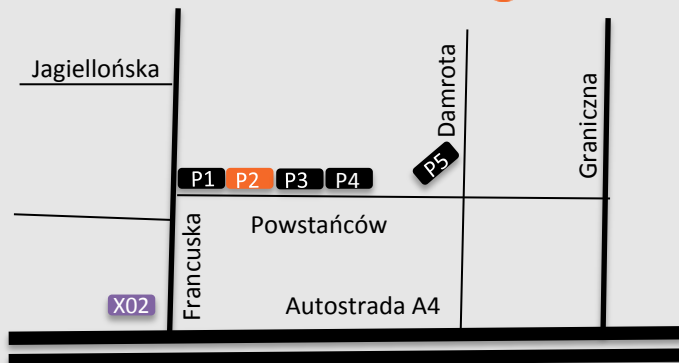 Jagiellońska
Damrota
Graniczna
P1 P2 P3 P4
P5
Francuska
Powstańców
X02
Autostrada A4